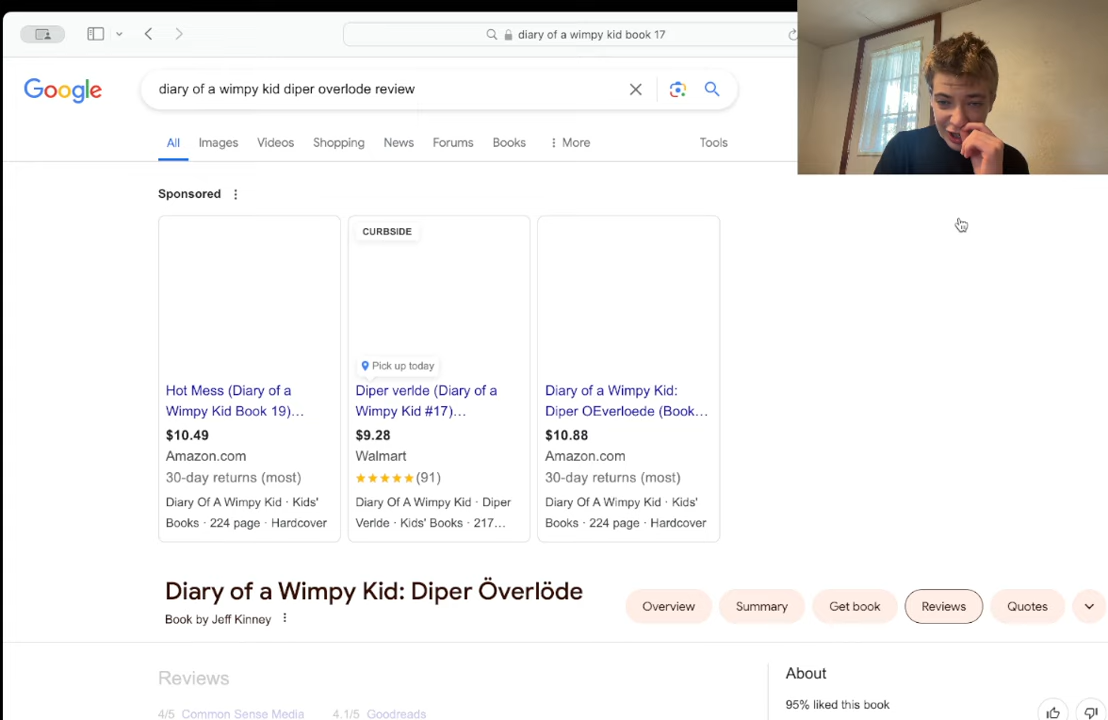 diary of a wimpy kid book 17
Google
diary of a wimpy kid diper overlode review
All
Images
Videos
Shopping
News
Forums
Books
More
Tools
Sponsored
CURBSIDE
Pick up today
Hot Mess (Diary of a
Wimpy Kid Book 19)...
$10.49
Amazon.com
30-day returns (most)
Diary Of A Wimpy Kid · Kids'
Books · 224 page · Hardcover
Diper verlde (Diary of a
Wimpy Kid #17)...
$9.28
Walmart
(91)
Diary Of A Wimpy Kid · Diper
Verlde · Kids' Books · 217...
Diary of a Wimpy Kid:
Diper OEverloede (Book...
$10.88
Amazon.com
30-day returns (most)
Diary Of A Wimpy Kid · Kids'
Books · 224 page · Hardcover
Diary of a Wimpy Kid: Diper Överlöde
Book by Jeff Kinney
Overview
Summary
Get book
Reviews
Quotes
Reviews
4/5 Common Sense Media
4.1/5 Goodreads
About
95% liked this book